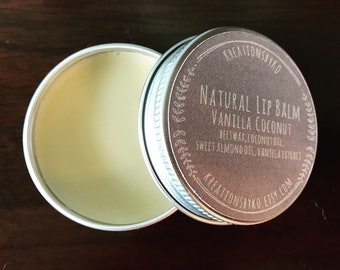 KREATIONSBYKO
NATURAL LIP BALM
VANILLA COCONUT
BEESWAX, COCONUT OIL,
SWEET ALMOND OIL, VANILLA EXTRACT
KREATIONSBYKO.ETSY.COM